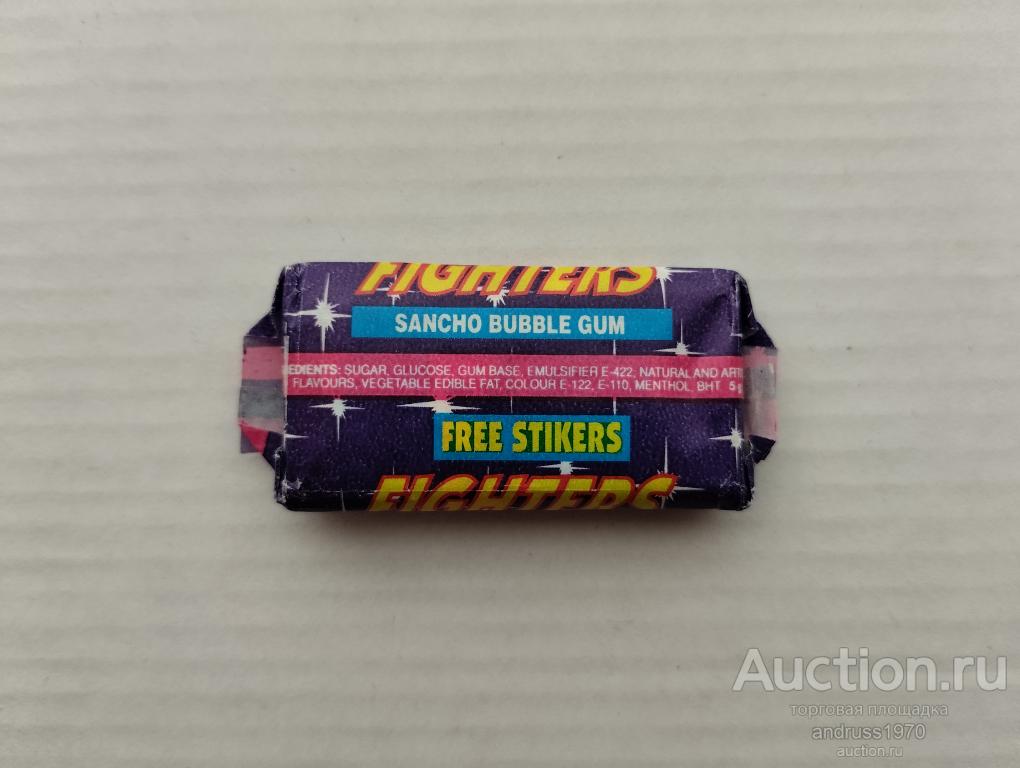 FIGHTERS
SANCHO BUBBLE GUM
EDIENTS: SUGAR, GLUCOSE, GUM BASE, EMULSIFIER E-422, NATURAL AND ART
FLAVOURS, VEGETABLE EDIBLE FAT, COLOUR E-122, E-110, MENTHOL BHT 5g
FREE STIKERS
FIGHTERS
Auction.ru
торговая площадка
andruss1970
auction.ru